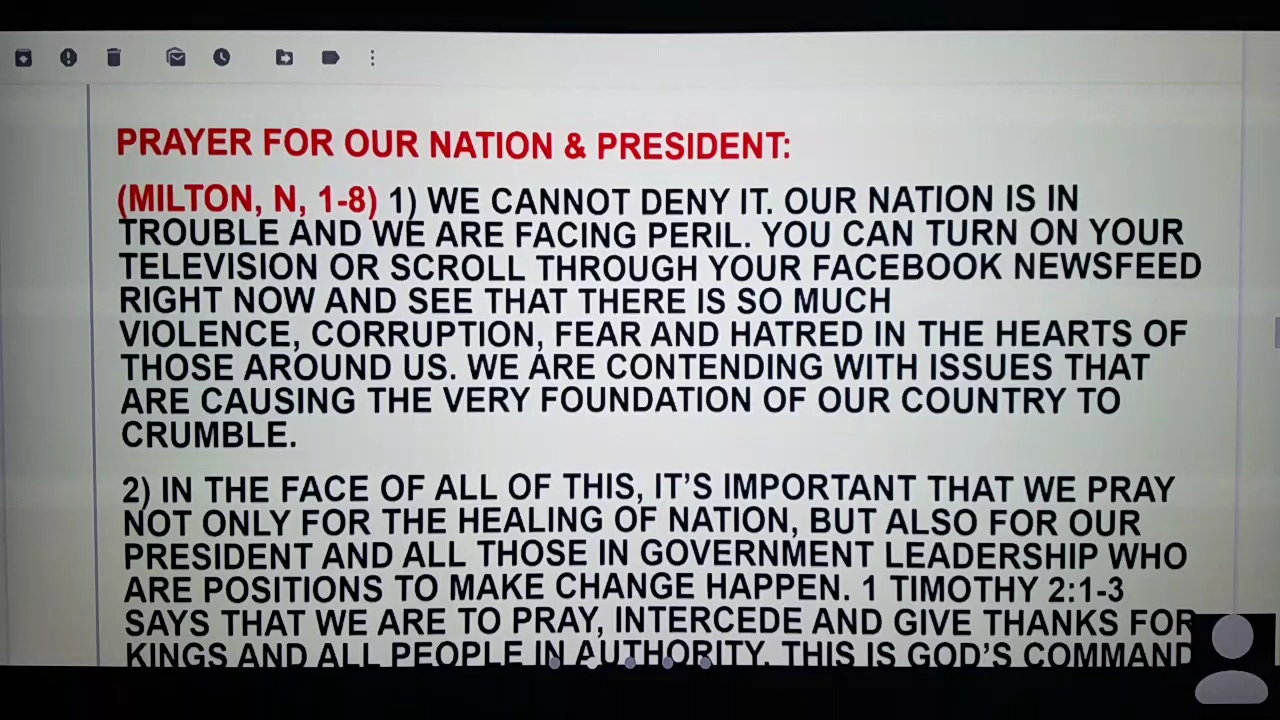 PRAYER FOR OUR NATION & PRESIDENT:
(MILTON, N, 1-8) 1) WE CANNOT DENY IT. OUR NATION IS IN
TROUBLE AND WE ARE FACING PERIL. YOU CAN TURN ON YOUR
TELEVISION OR SCROLL THROUGH YOUR FACEBOOK NEWSFEED
RIGHT NOW AND SEE THAT THERE IS SO MUCH
VIOLENCE, CORRUPTION, FEAR AND HATRED IN THE HEARTS OF
THOSE AROUND US. WE ARE CONTENDING WITH ISSUES THAT
ARE CAUSING THE VERY FOUNDATION OF OUR COUNTRY TO
CRUMBLE.
2) IN THE FACE OF ALL OF THIS, IT’S IMPORTANT THAT WE PRAY
NOT ONLY FOR THE HEALING OF NATION, BUT ALSO FOR OUR
PRESIDENT AND ALL THOSE IN GOVERNMENT LEADERSHIP WHO
ARE POSITIONS TO MAKE CHANGE HAPPEN. 1 TIMOTHY 2:1-3
SAYS THAT WE ARE TO PRAY, INTERCEDE AND GIVE THANKS FOR
KINGS AND ALL PEOPLE IN AUTHORITY. THIS IS GOD’S COMMAND